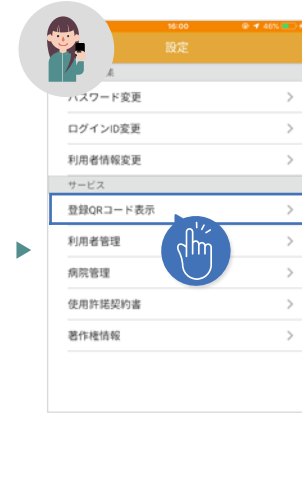 18:00
46%
設定
パスワード変更
ログインID変更
利用者情報変更
サービス
登録QRコード表示
利用者管理
病院管理
使用許諾契約書
著作権情報